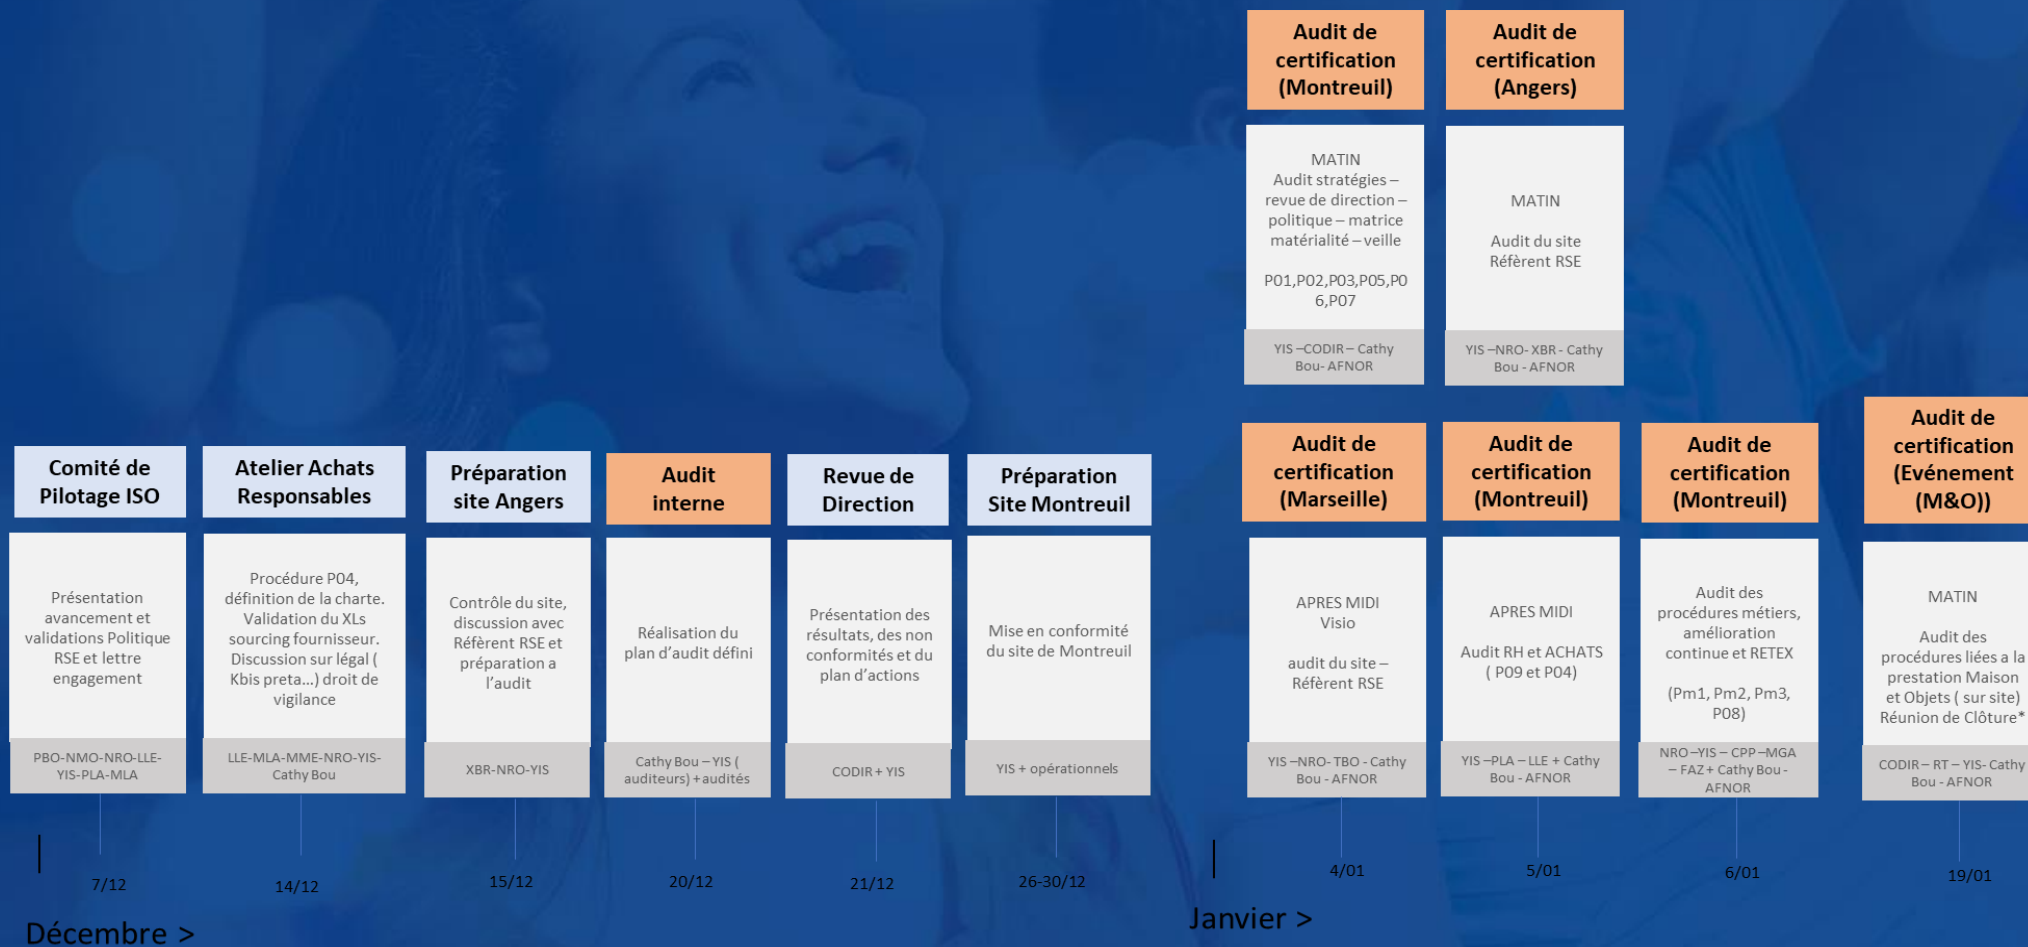 Audit de
certification
(Montreuil)
MATIN
Audit stratégies –
revue de direction –
politique – matrice
matérialité – veille
P01,P02,P03,P05,P0
6,P07
YIS –CODIR – Cathy
Bou- AFNOR
Audit de
certification
(Angers)
MATIN
Audit du site
Réfèrent RSE
YIS –NRO- XBR - Cathy
Bou - AFNOR
Comité de
Pilotage ISO
Présentation
avancement et
validations Politique
RSE et lettre
engagement
PBO-NMO-NRO-LLE-
YIS-PLA-MLA
7/12
Atelier Achats
Responsables
Procédure P04,
définition de la charte.
Validation du XLs
sourcing fournisseur.
Discussion sur légal (
Kbis preta...) droit de
vigilance
LLE-MLA-MME-NRO-YIS-
Cathy Bou
14/12
Préparation
site Angers
Contrôle du site,
discussion avec
Réfèrent RSE et
préparation a
l’audit
XBR-NRO-YIS
15/12
Audit
interne
Réalisation du
plan d’audit défini
Cathy Bou – YIS (
auditeurs) + audités
20/12
Revue de
Direction
Présentation des
résultats, des non
conformités et du
plan d’actions
CODIR + YIS
21/12
Préparation
Site Montreuil
Mise en conformité
du site de Montreuil
YIS + opérationnels
26-30/12
Audit de
certification
(Marseille)
APRES MIDI
Visio
audit du site –
Réfèrent RSE
YIS –NRO- TBO - Cathy
Bou - AFNOR
4/01
Audit de
certification
(Montreuil)
APRES MIDI
Audit RH et ACHATS
( P09 et P04)
YIS –PLA – LLE + Cathy
Bou - AFNOR
5/01
Audit de
certification
(Montreuil)
Audit des
procédures métiers,
amélioration
continue et RETEX
(Pm1, Pm2, Pm3,
P08)
NRO –YIS – CPP –MGA
– FAZ + Cathy Bou -
AFNOR
6/01
Audit de
certification
(Evénement
(M&O))
MATIN
Audit des
procédures liées a la
prestation Maison
et Objets ( sur site)
Réunion de Clôture*
CODIR – RT – YIS- Cathy
Bou - AFNOR
19/01
Décembre >
Janvier >